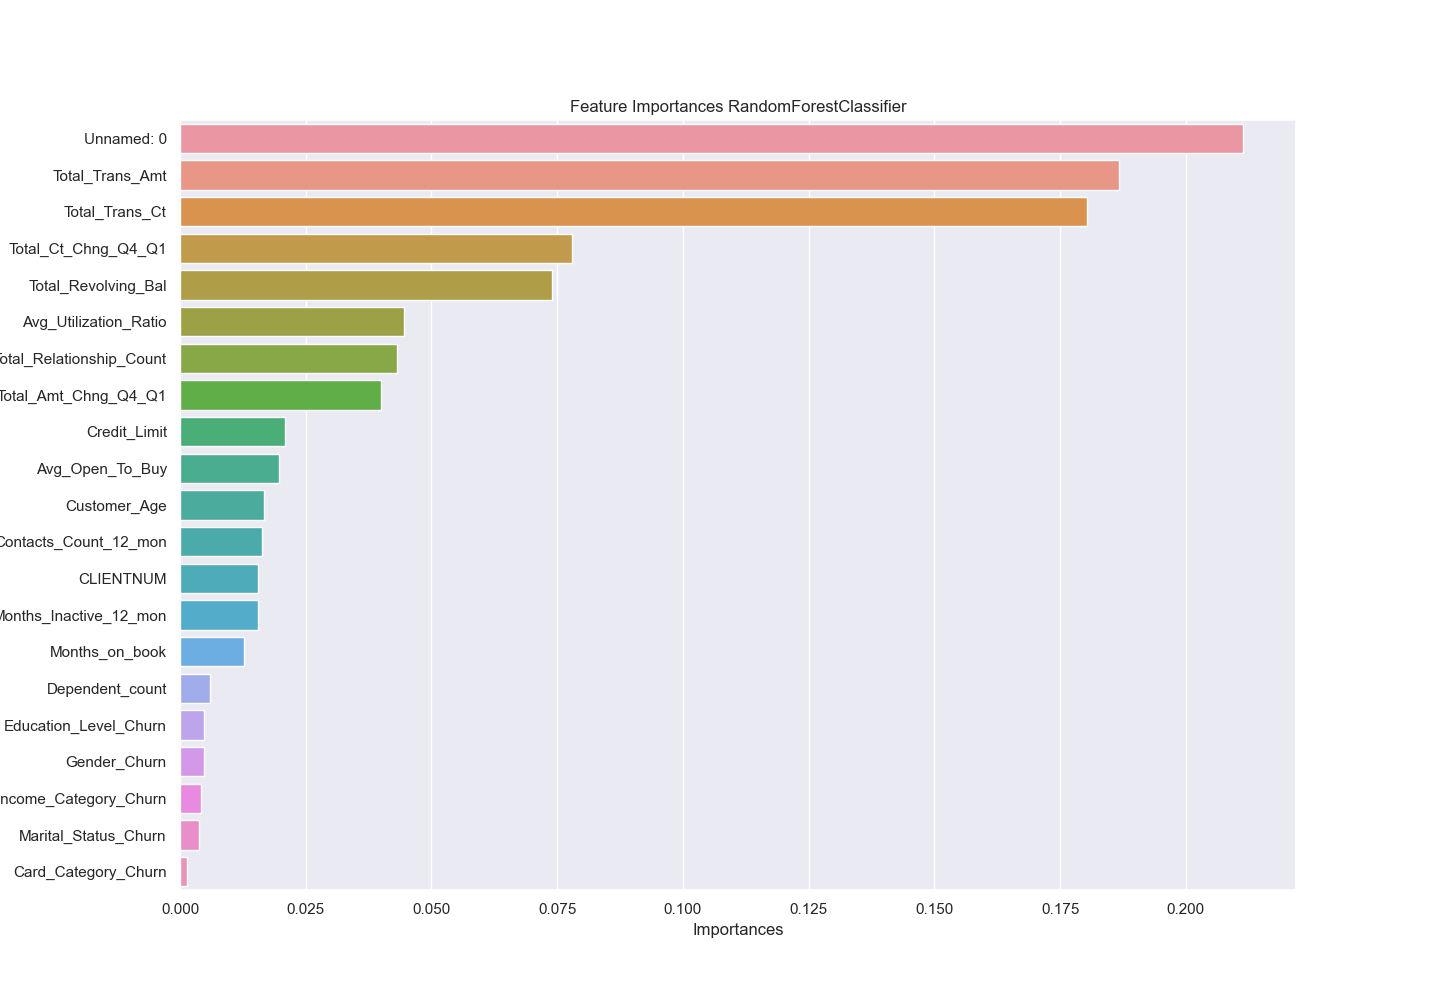 Feature Importances RandomForestClassifier
Unnamed: 0
Total_Trans_Amt
Total_Trans_Ct
Total_Ct_Chng_Q4_Q1
Total_Revolving_Bal
Avg_Utilization_Ratio
otal_Relationship_Count
Total_Amt_Chng_Q4_Q1
Credit_Limit
Avg_Open_To_Buy
Customer_Age
Contacts_Count_12_mon
CLIENTNUM
Months_Inactive_12_mon
Months_on_book
Dependent_count
Education_Level_Churn
Gender_Churn
ncome_Category_Churn
Marital_Status_Churn
Card_Category_Churn
0.000 0.025 0.050 0.075 0.100 0.125 0.150 0.175 0.200
Importances